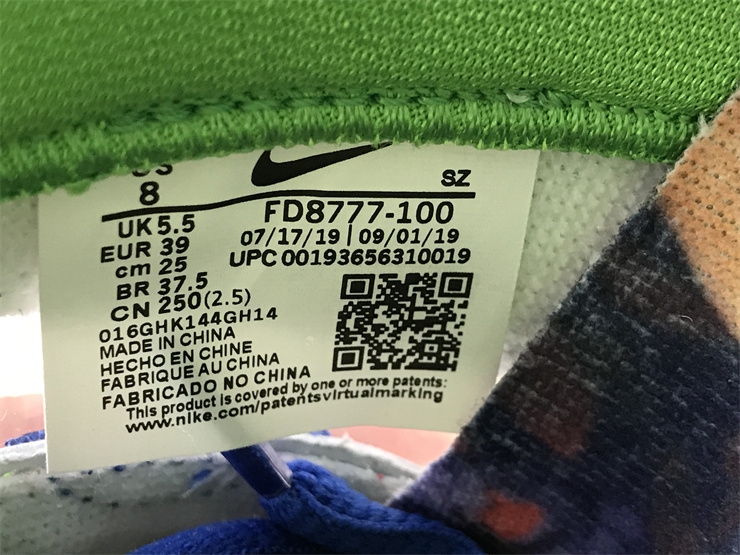 US
8
SZ
UK 5.5
EUR 39
cm 25
BR 37.5
CN 250(2.5)
FD8777-100
07/17/19 | 09/01/19
UPC 00193656310019
016GHK144GH14
MADE IN CHINA
HECHO EN CHINE
FABRIQUE AU CHINA
FABRICADO NO CHINA
This product is covered by one or more patents:
www.nike.com/patentsvirtualmarking